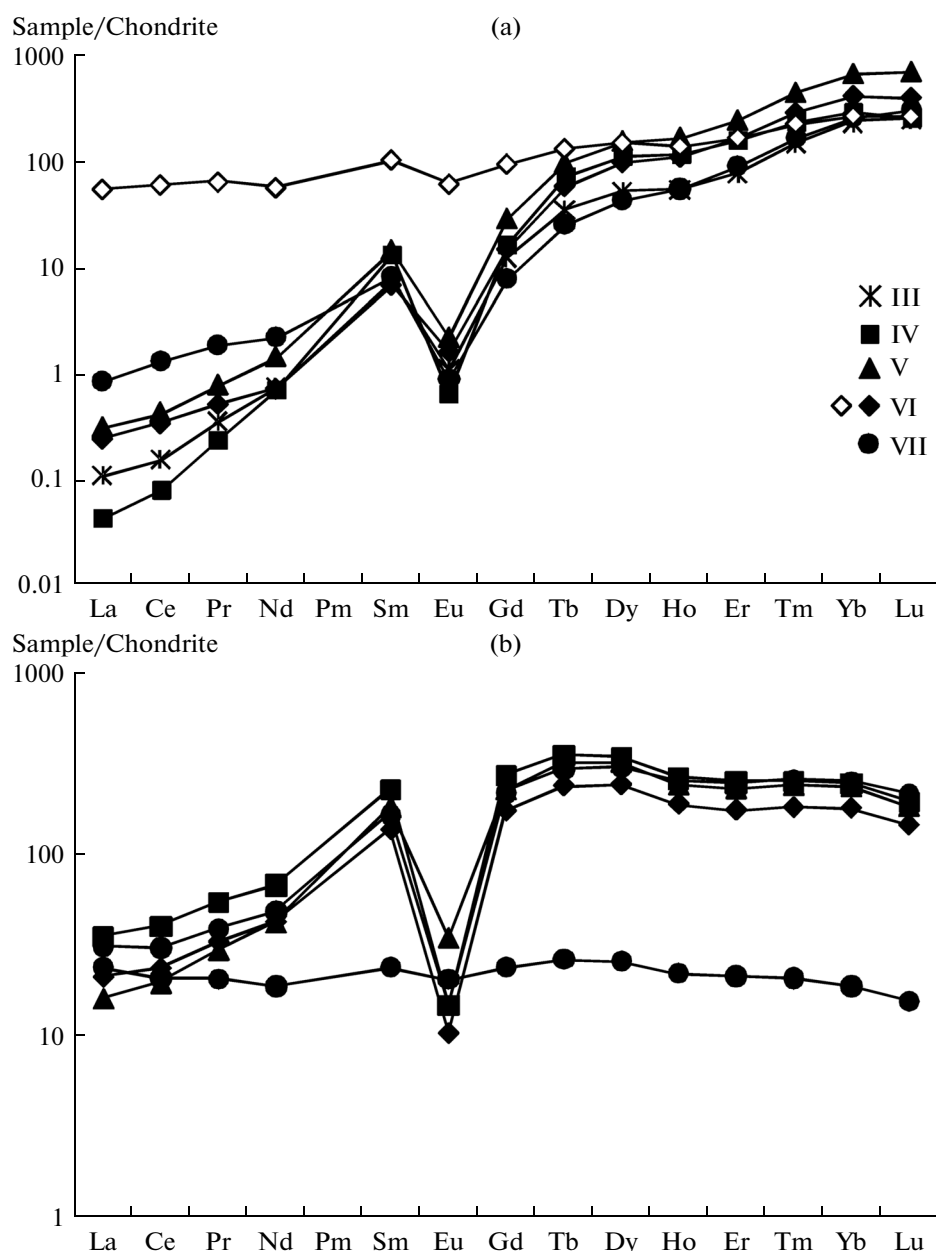 Sample/Chondrite (a)
1000
100
10
1
0.1
0.01
III
IV
V
VI
VII
La Ce Pr Nd Pm Sm Eu Gd Tb Dy Ho Er Tm Yb Lu
Sample/Chondrite (b)
1000
100
10
1
La Ce Pr Nd Pm Sm Eu Gd Tb Dy Ho Er Tm Yb Lu